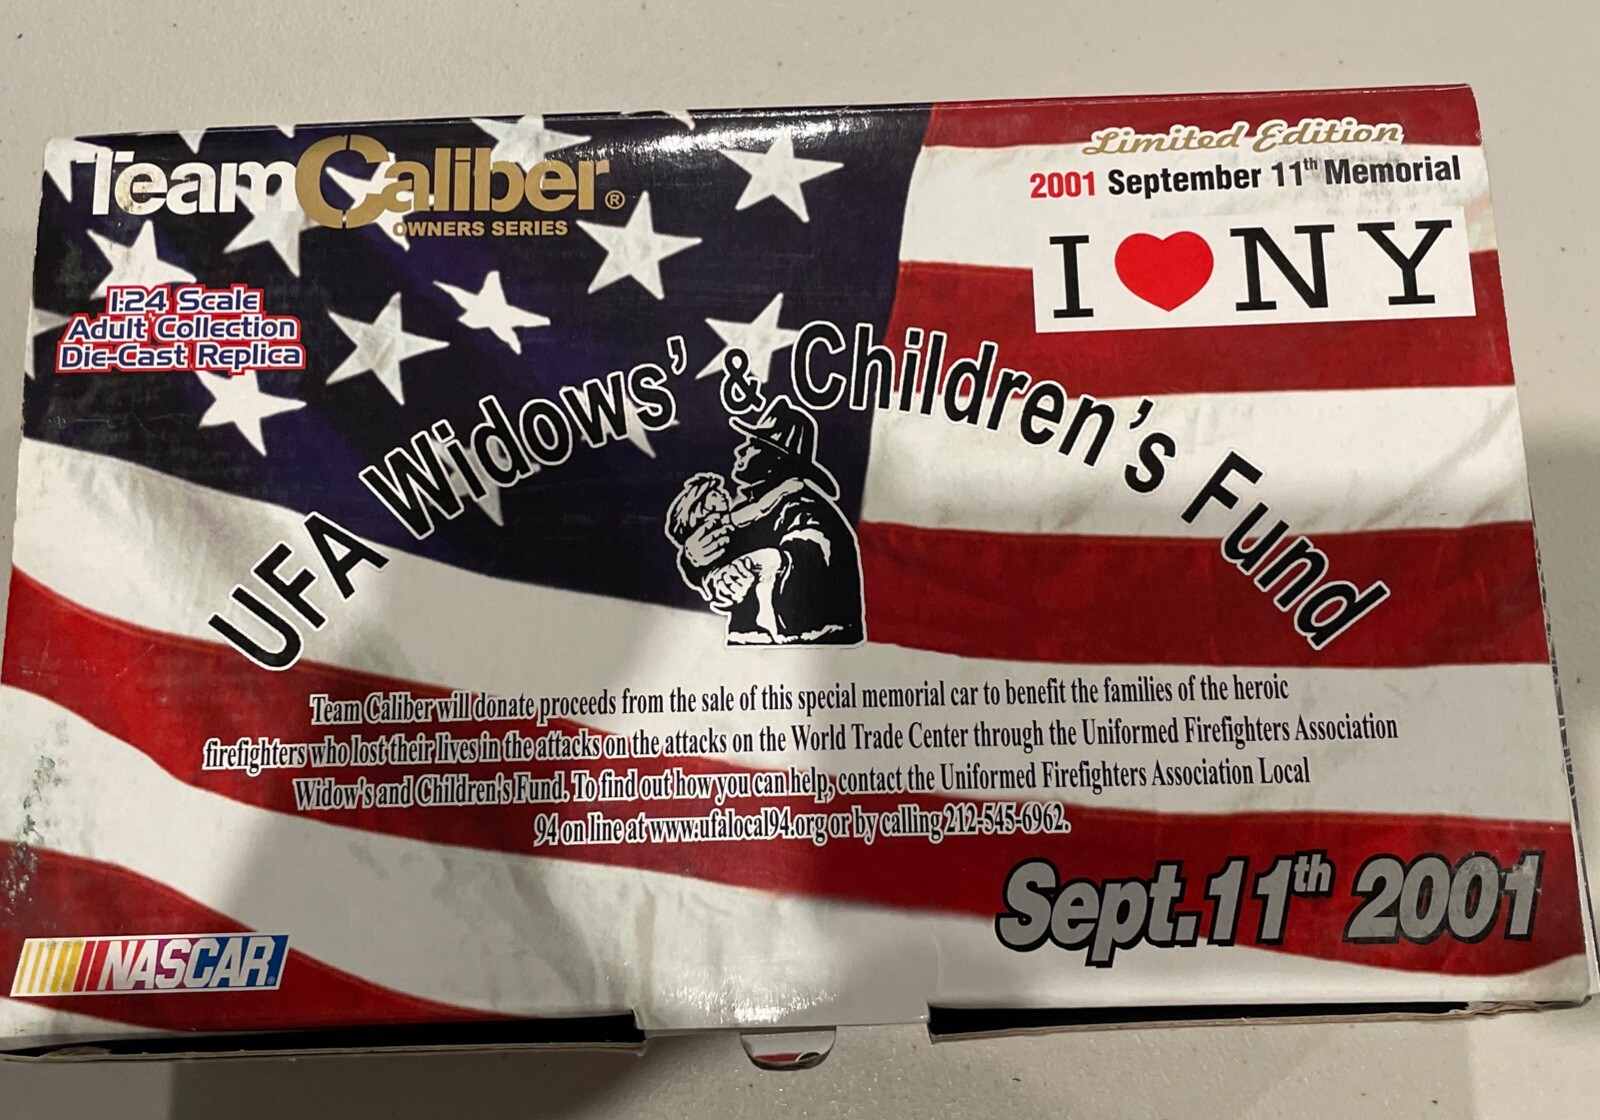 TeamCaliber®
OWNERS SERIES
Limited Edition
2001 September 11th Memorial
I ❤ NY
1:24 Scale
Adult Collection
Die-Cast Replica
UFA Widows' & Children's Fund
Team Caliber will donate proceeds from the sale of this special memorial car to benefit the families of the heroic
firefighters who lost their lives in the attacks on the attacks on the World Trade Center through the Uniformed Firefighters Association
Widow's and Children's Fund. To find out how you can help, contact the Uniformed Firefighters Association Local
94 on line at www.ufalocal94.org or by calling 212-545-6962.
Sept.11th 2001
NASCAR®